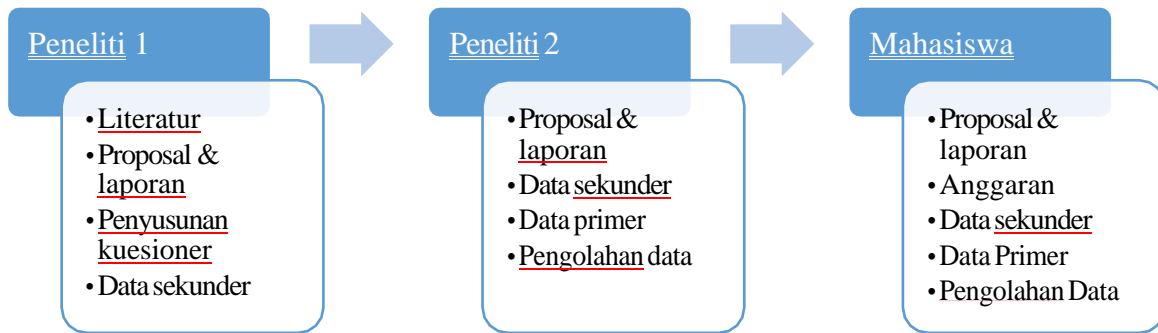 Peneliti 1
• Literatur
• Proposal &
laporan
• Penyusunan
kuesioner
• Data sekunder
Peneliti 2
• Proposal &
laporan
• Data sekunder
• Data primer
• Pengolahan data
Mahasiswa
• Proposal &
laporan
• Anggaran
• Data sekunder
• Data Primer
• Pengolahan Data